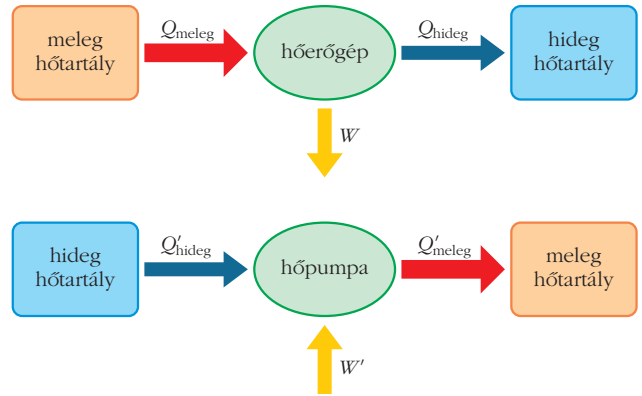 meleg
hőtartály
Qmeleg
hőerőgép
Qhideg
hideg
hőtartály
W
hideg
hőtartály
Q′hideg
hőpumpa
Q′meleg
meleg
hőtartály
W′